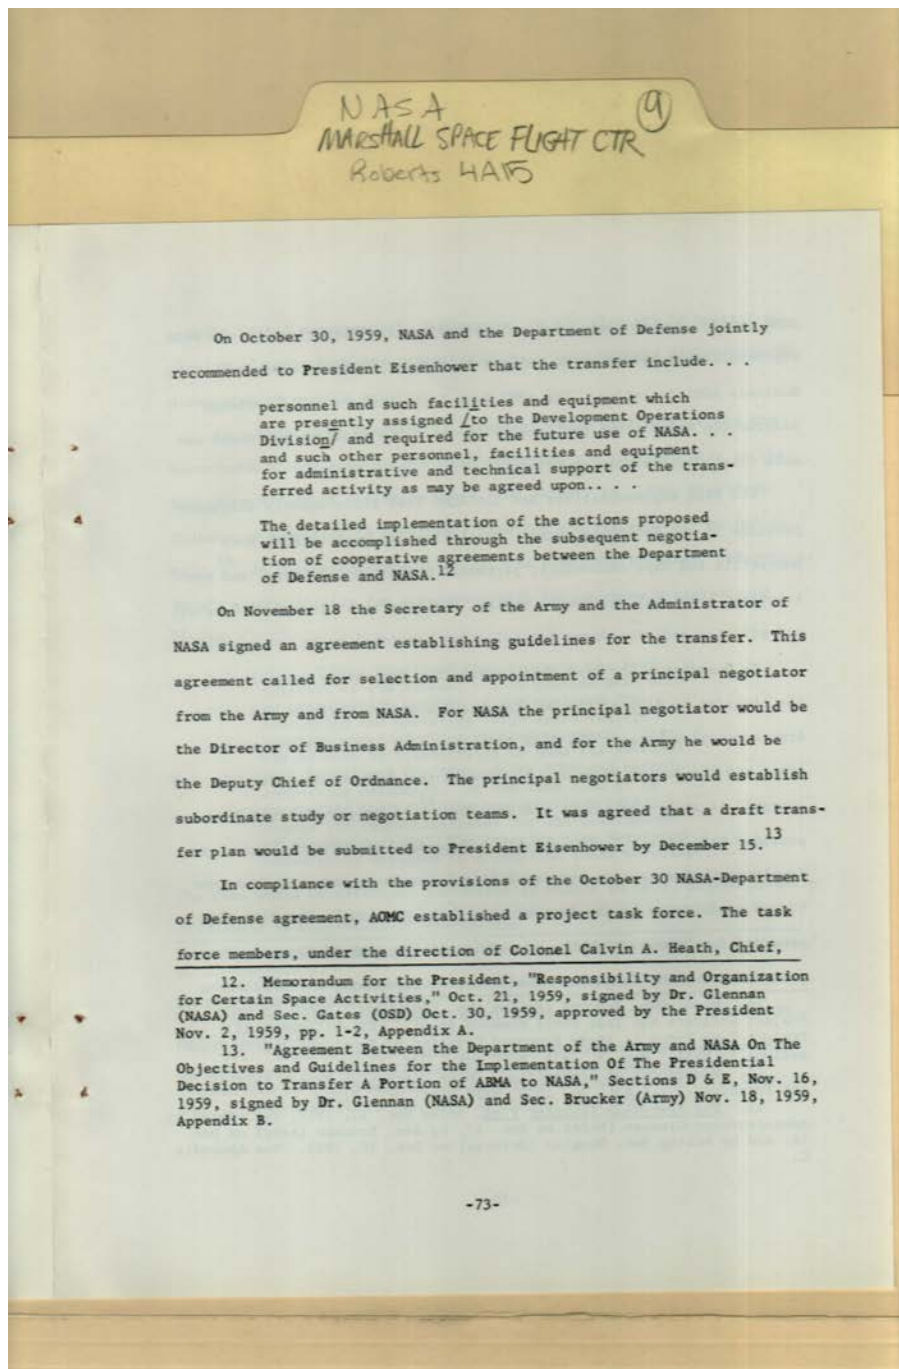 NASA 9
MARSHALL SPACE FLIGHT CTR
Roberts 4A15
On October 30, 1959, NASA and the Department of Defense jointly
recommended to President Eisenhower that the transfer include. . .
personnel and such facilities and equipment which
are presently assigned /to the Development Operations
Division/ and required for the future use of NASA. . .
and such other personnel, facilities and equipment
for administrative and technical support of the trans-
ferred activity as may be agreed upon.. . .
The detailed implementation of the actions proposed
will be accomplished through the subsequent negotia-
tion of cooperative agreements between the Department
of Defense and NASA.12
On November 18 the Secretary of the Army and the Administrator of
NASA signed an agreement establishing guidelines for the transfer. This
agreement called for selection and appointment of a principal negotiator
from the Army and from NASA. For NASA the principal negotiator would be
the Director of Business Administration, and for the Army he would be
the Deputy Chief of Ordnance. The principal negotiators would establish
subordinate study or negotiation teams. It was agreed that a draft trans-
fer plan would be submitted to President Eisenhower by December 15.13
In compliance with the provisions of the October 30 NASA-Department
of Defense agreement, AOMC established a project task force. The task
force members, under the direction of Colonel Calvin A. Heath, Chief,
12. Memorandum for the President, "Responsibility and Organization
for Certain Space Activities," Oct. 21, 1959, signed by Dr. Glennan
(NASA) and Sec. Gates (OSD) Oct. 30, 1959, approved by the President
Nov. 2, 1959, pp. 1-2, Appendix A.
13. "Agreement Between the Department of the Army and NASA On The
Objectives and Guidelines for the Implementation Of The Presidential
Decision to Transfer A Portion of ABMA to NASA," Sections D & E, Nov. 16,
1959, signed by Dr. Glennan (NASA) and Sec. Brucker (Army) Nov. 18, 1959,
Appendix B.
-73-